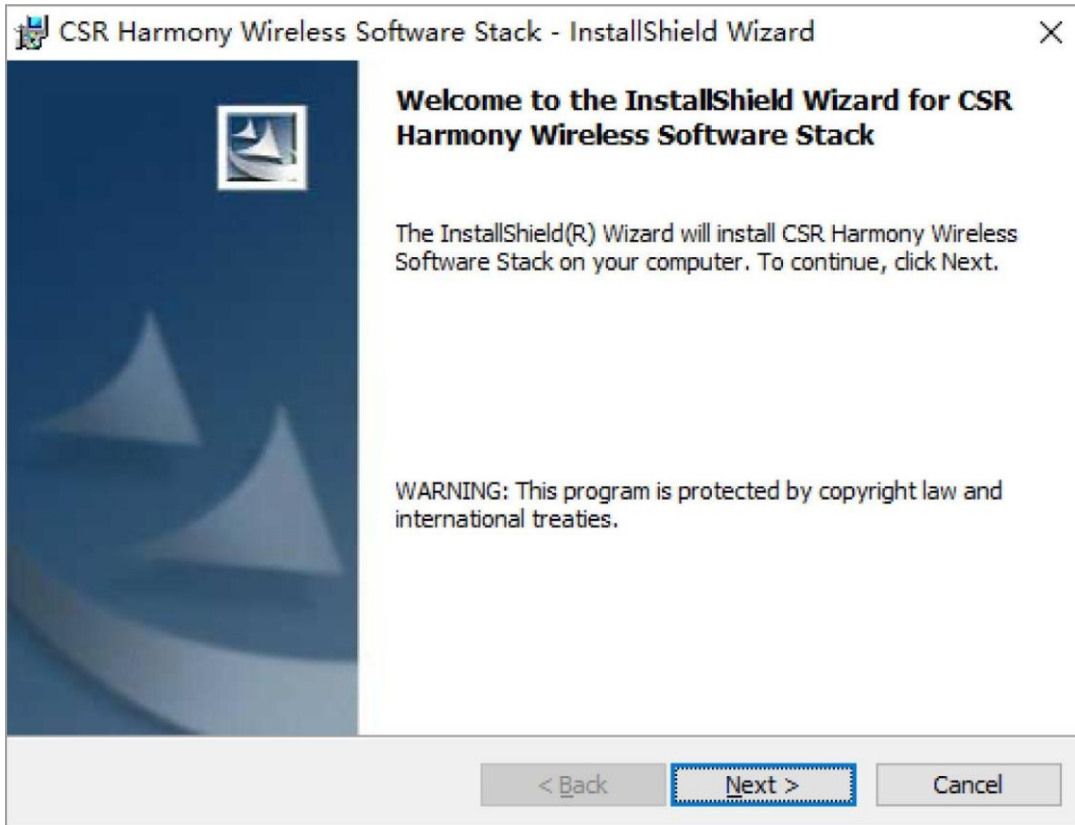 CSR Harmony Wireless Software Stack - InstallShield Wizard
Welcome to the InstallShield Wizard for CSR
Harmony Wireless Software Stack
The InstallShield(R) Wizard will install CSR Harmony Wireless
Software Stack on your computer. To continue, click Next.
WARNING: This program is protected by copyright law and
international treaties.
< Back
Next >
Cancel